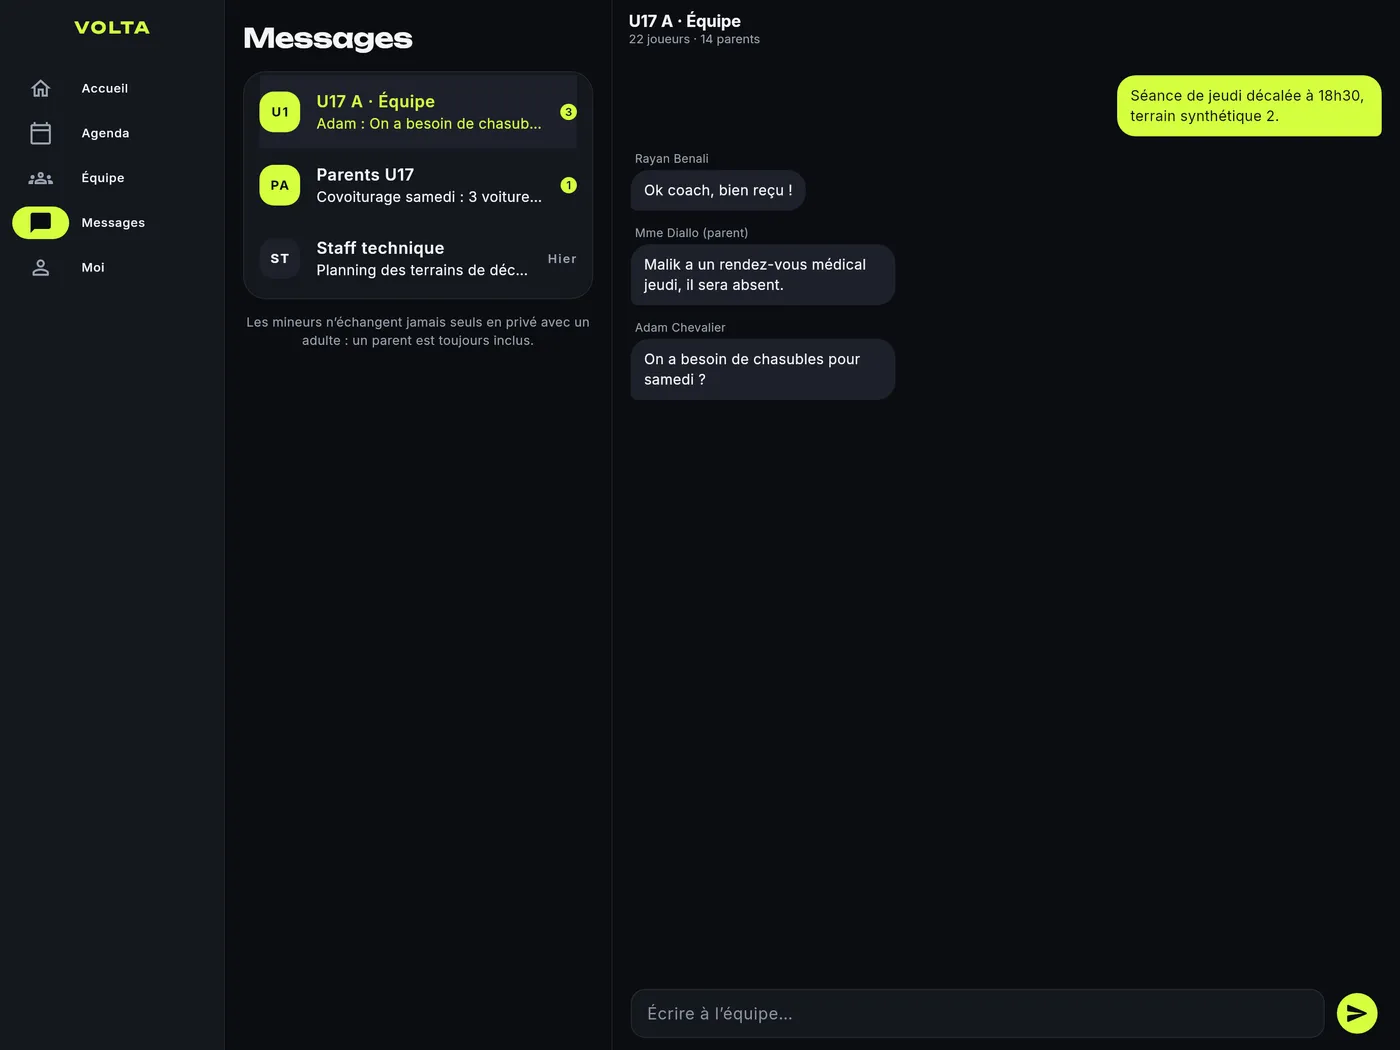 VOLTA
Accueil
Agenda
Équipe
Messages
Moi
Messages
U1
U17 A · Équipe
Adam : On a besoin de chasub...
3
PA
Parents U17
Covoiturage samedi : 3 voiture...
1
ST
Staff technique
Planning des terrains de déc...
Hier
Les mineurs n’échangent jamais seuls en privé avec un
adulte : un parent est toujours inclus.
U17 A · Équipe
22 joueurs · 14 parents
Séance de jeudi décalée à 18h30,
terrain synthétique 2.
Rayan Benali
Ok coach, bien reçu !
Mme Diallo (parent)
Malik a un rendez-vous médical
jeudi, il sera absent.
Adam Chevalier
On a besoin de chasubles pour
samedi ?
Écrire à l’équipe...